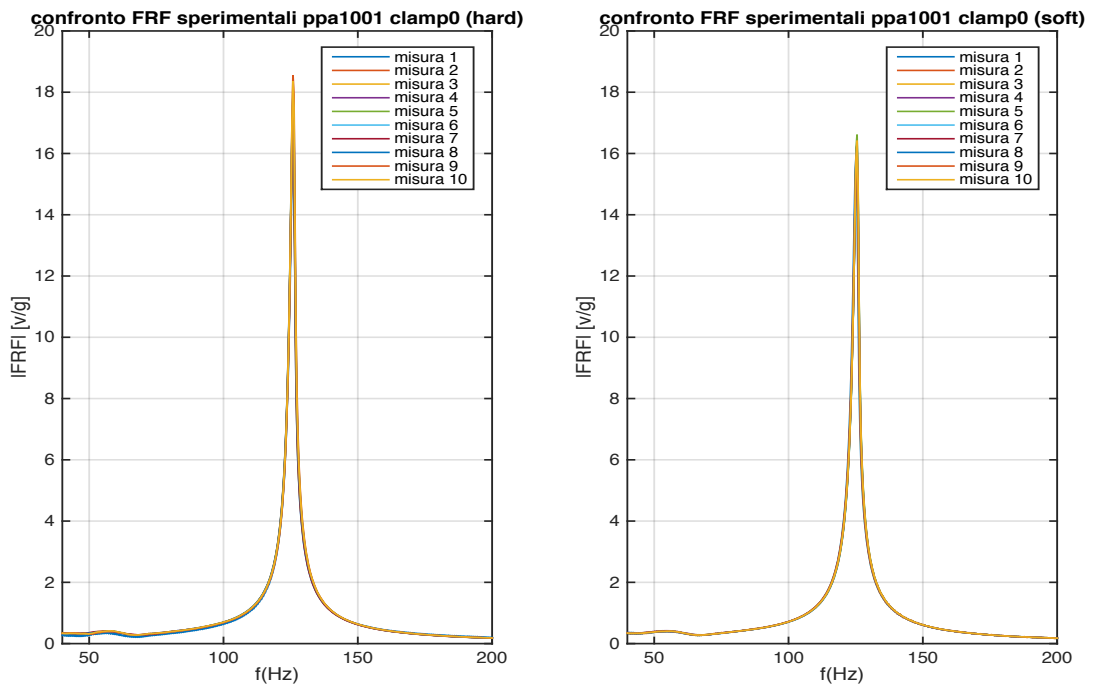 confronto FRF sperimentali ppa1001 clamp0 (hard)
20
18
16
14
12
10
8
6
4
2
0
|FRF| [v/g]
misura 1
misura 2
misura 3
misura 4
misura 5
misura 6
misura 7
misura 8
misura 9
misura 10
50
100
150
200
f(Hz)
confronto FRF sperimentali ppa1001 clamp0 (soft)
20
18
16
14
12
10
8
6
4
2
0
|FRF| [v/g]
misura 1
misura 2
misura 3
misura 4
misura 5
misura 6
misura 7
misura 8
misura 9
misura 10
50
100
150
200
f(Hz)